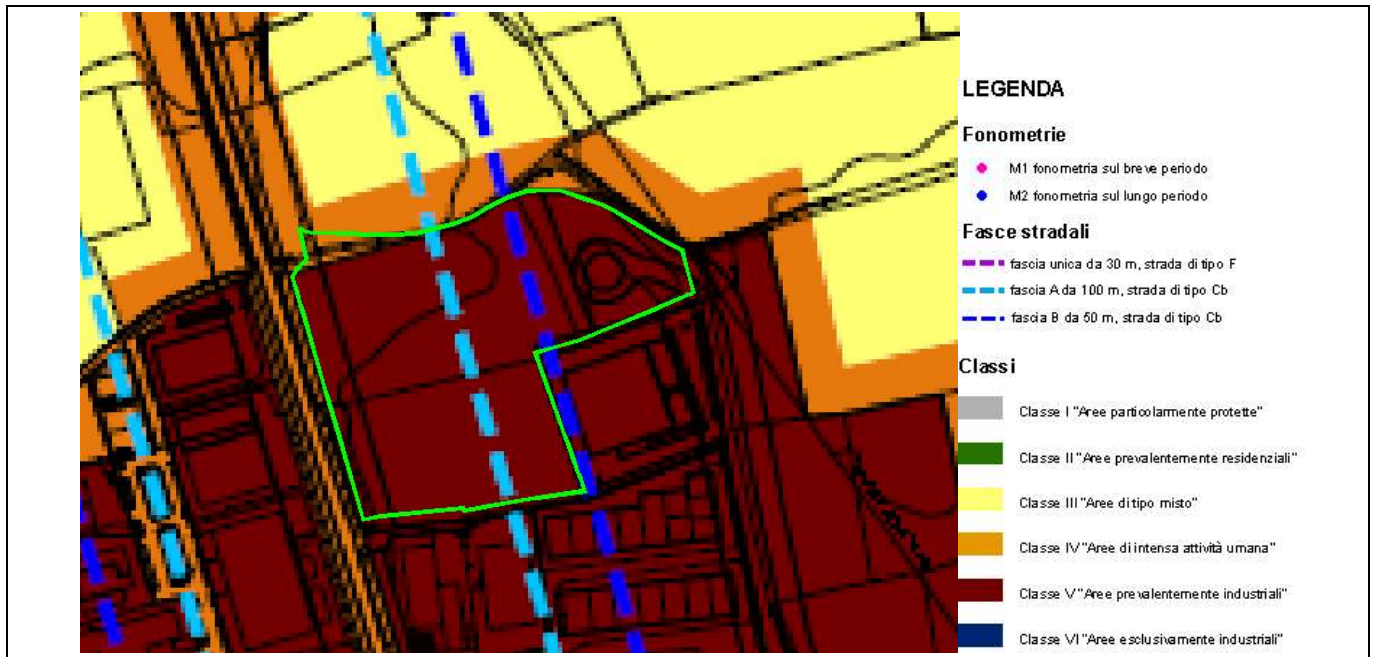 LEGENDA
Fonometrie
M1 fonometria sul breve periodo
M2 fonometria sul lungo periodo
Fasce stradali
fascia unica da 30 m, strada di tipo F
fascia A da 100 m, strada di tipo Cb
fascia B da 50 m, strada di tipo Cb
Classi
Classe I "Aree particolarmente protette"
Classe II "Aree prevalentemente residenziali"
Classe III "Aree di tipo misto"
Classe IV "Aree di intensa attività umana"
Classe V "Aree prevalentemente industriali"
Classe VI "Aree esclusivamente industriali"